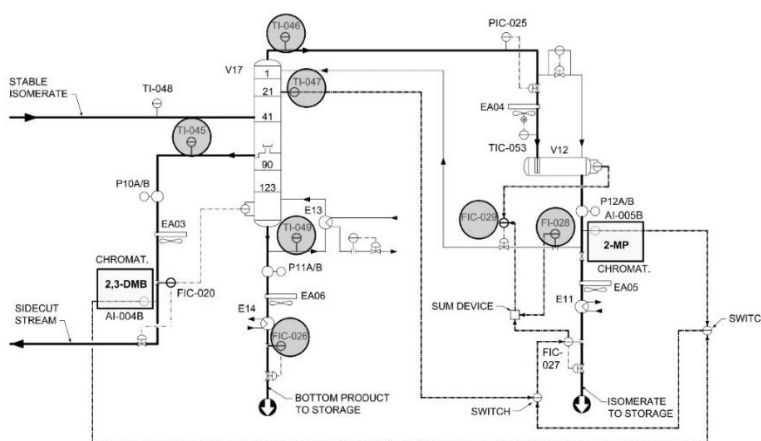 TI-046
PIC-025
V17
TI-048
STABLE
ISOMERATE
1
21
41
90
123
TI-047
TI-045
EA04
TIC-053
V12
P10A/B
EA03
E13
P12A/B
AI-005B
FIC-029
FI-028
2-MP
CHROMAT.
TI-049
CHROMAT.
2,3-DMB
AI-004B
FIC-020
P11A/B
EA06
EA05
E14
E11
SUM DEVICE
SIDECUT
STREAM
FIC-026
FIC-
027
SWITC
SWITCH
BOTTOM PRODUCT
TO STORAGE
ISOMERATE
TO STORAGE